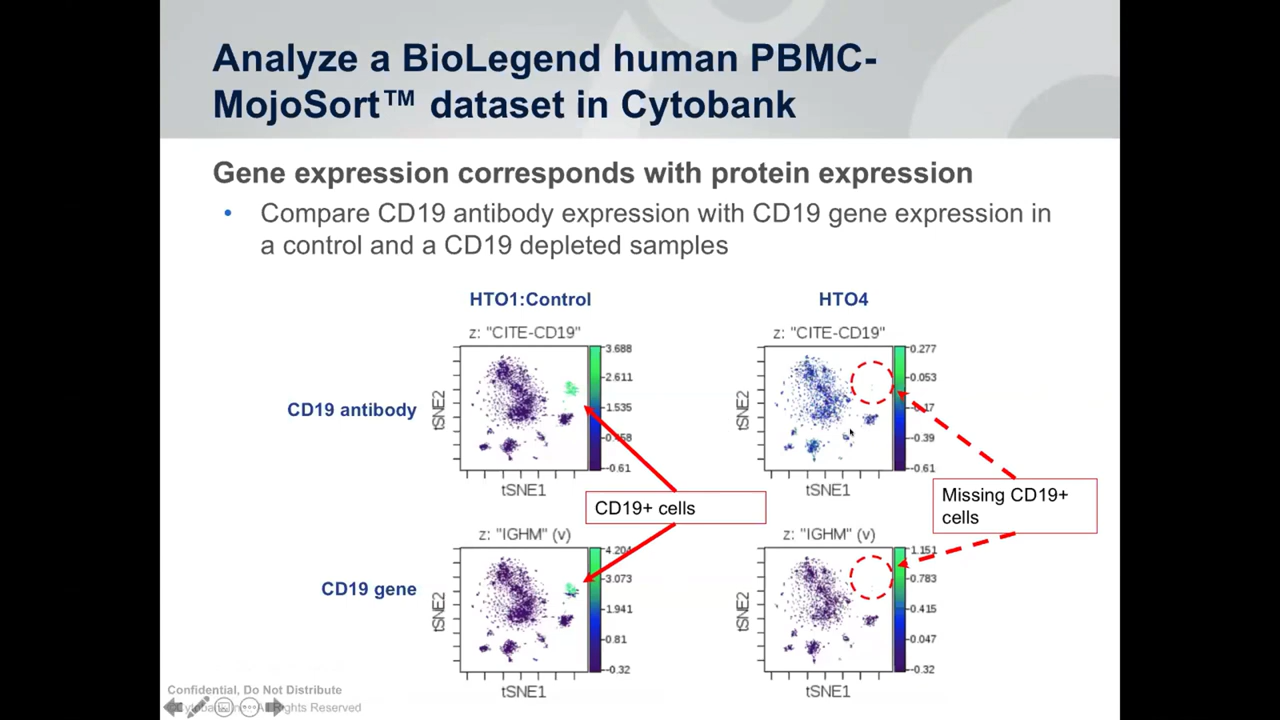 Analyze a BioLegend human PBMC-
MojoSort™ dataset in Cytobank
Gene expression corresponds with protein expression
• Compare CD19 antibody expression with CD19 gene expression in
a control and a CD19 depleted samples
HTO1:Control
HTO4
z: "CITE-CD19"
z: "CITE-CD19"
CD19 antibody
tSNE2
3.688
2.611
1.535
0.458
-0.61
tSNE1
tSNE2
0.277
0.053
-0.17
-0.39
-0.61
tSNE1
CD19+ cells
Missing CD19+
cells
z: "IGHM" (v)
z: "IGHM" (v)
CD19 gene
tSNE2
4.204
3.073
1.941
0.81
-0.32
tSNE1
tSNE2
1.151
0.783
0.415
0.047
-0.32
tSNE1
Confidential, Do Not Distribute
Rights Reserved